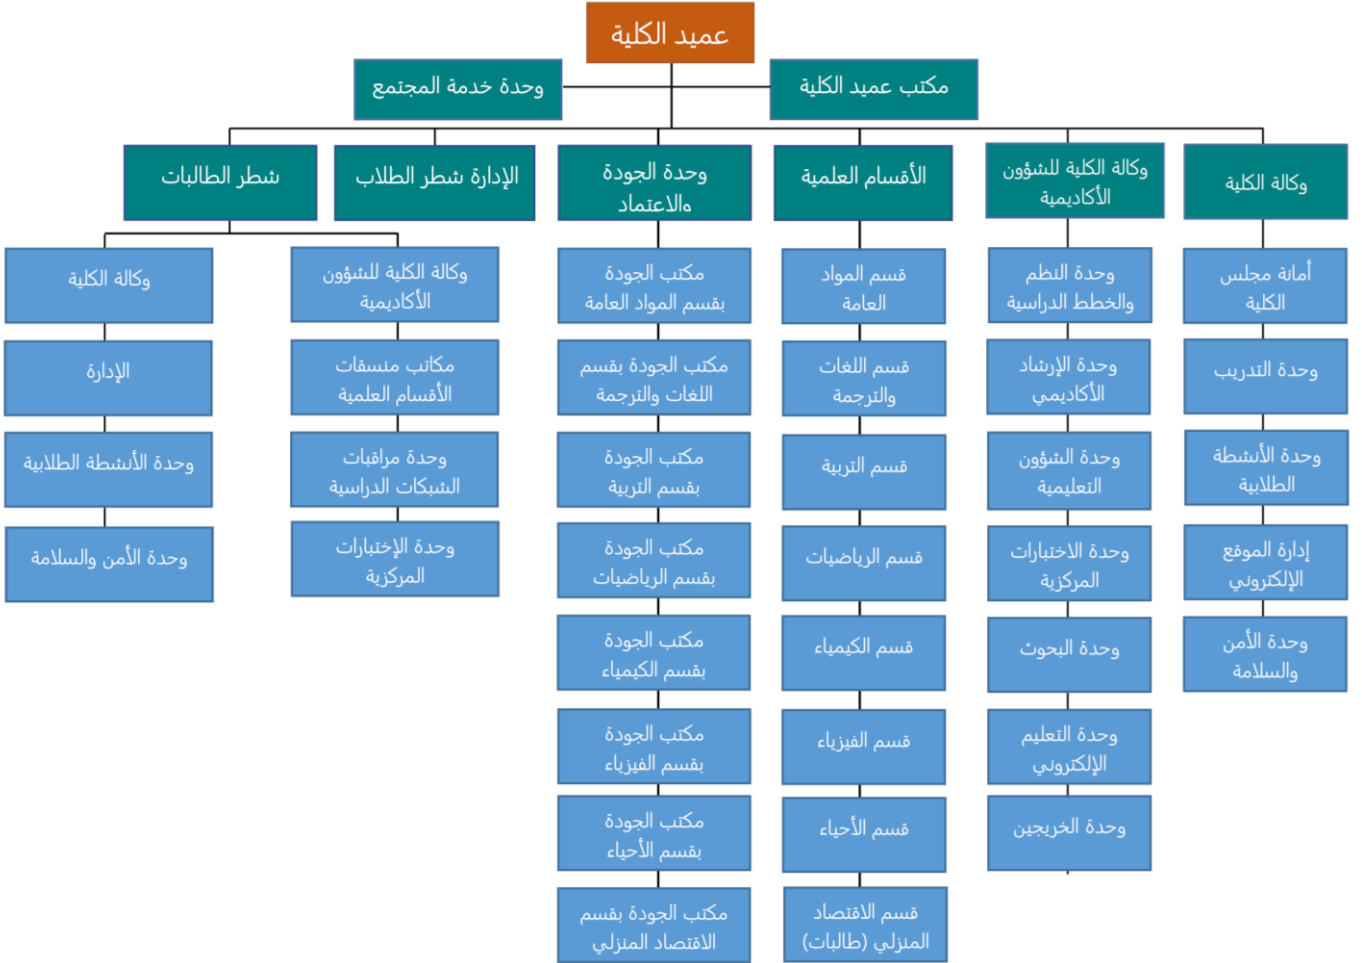 عميد الكلية
مكتب عميد الكلية
وحدة خدمة المجتمع
وكالة الكلية
وكالة الكلية للشؤون
الأكاديمية
الأقسام العلمية
وحدة الجودة
والاعتماد
الإدارة شطر الطلاب
شطر الطالبات
أمانة مجلس
الكلية
وحدة التدريب
وحدة الأنشطة
الطلابية
إدارة الموقع
الإلكتروني
وحدة الأمن
والسلامة
وحدة النظم
والخطط الدراسية
وحدة الإرشاد
الأكاديمي
وحدة الشؤون
التعليمية
وحدة الاختبارات
المركزية
وحدة البحوث
وحدة التعليم
الإلكتروني
وحدة الخريجين
قسم المواد
العامة
قسم اللغات
والترجمة
قسم التربية
قسم الرياضيات
قسم الكيمياء
قسم الفيزياء
قسم الأحياء
قسم الاقتصاد
المنزلي (طالبات)
مكتب الجودة
بقسم المواد العامة
مكتب الجودة بقسم
اللغات والترجمة
مكتب الجودة
بقسم التربية
مكتب الجودة
بقسم الرياضيات
مكتب الجودة
بقسم الكيمياء
مكتب الجودة
بقسم الفيزياء
مكتب الجودة
بقسم الأحياء
مكتب الجودة بقسم
الاقتصاد المنزلي
وكالة الكلية للشؤون
الأكاديمية
مكاتب منسقات
الأقسام العلمية
وحدة مراقبات
الشبكات الدراسية
وحدة الإختبارات
المركزية
وكالة الكلية
الإدارة
وحدة الأنشطة الطلابية
وحدة الأمن والسلامة